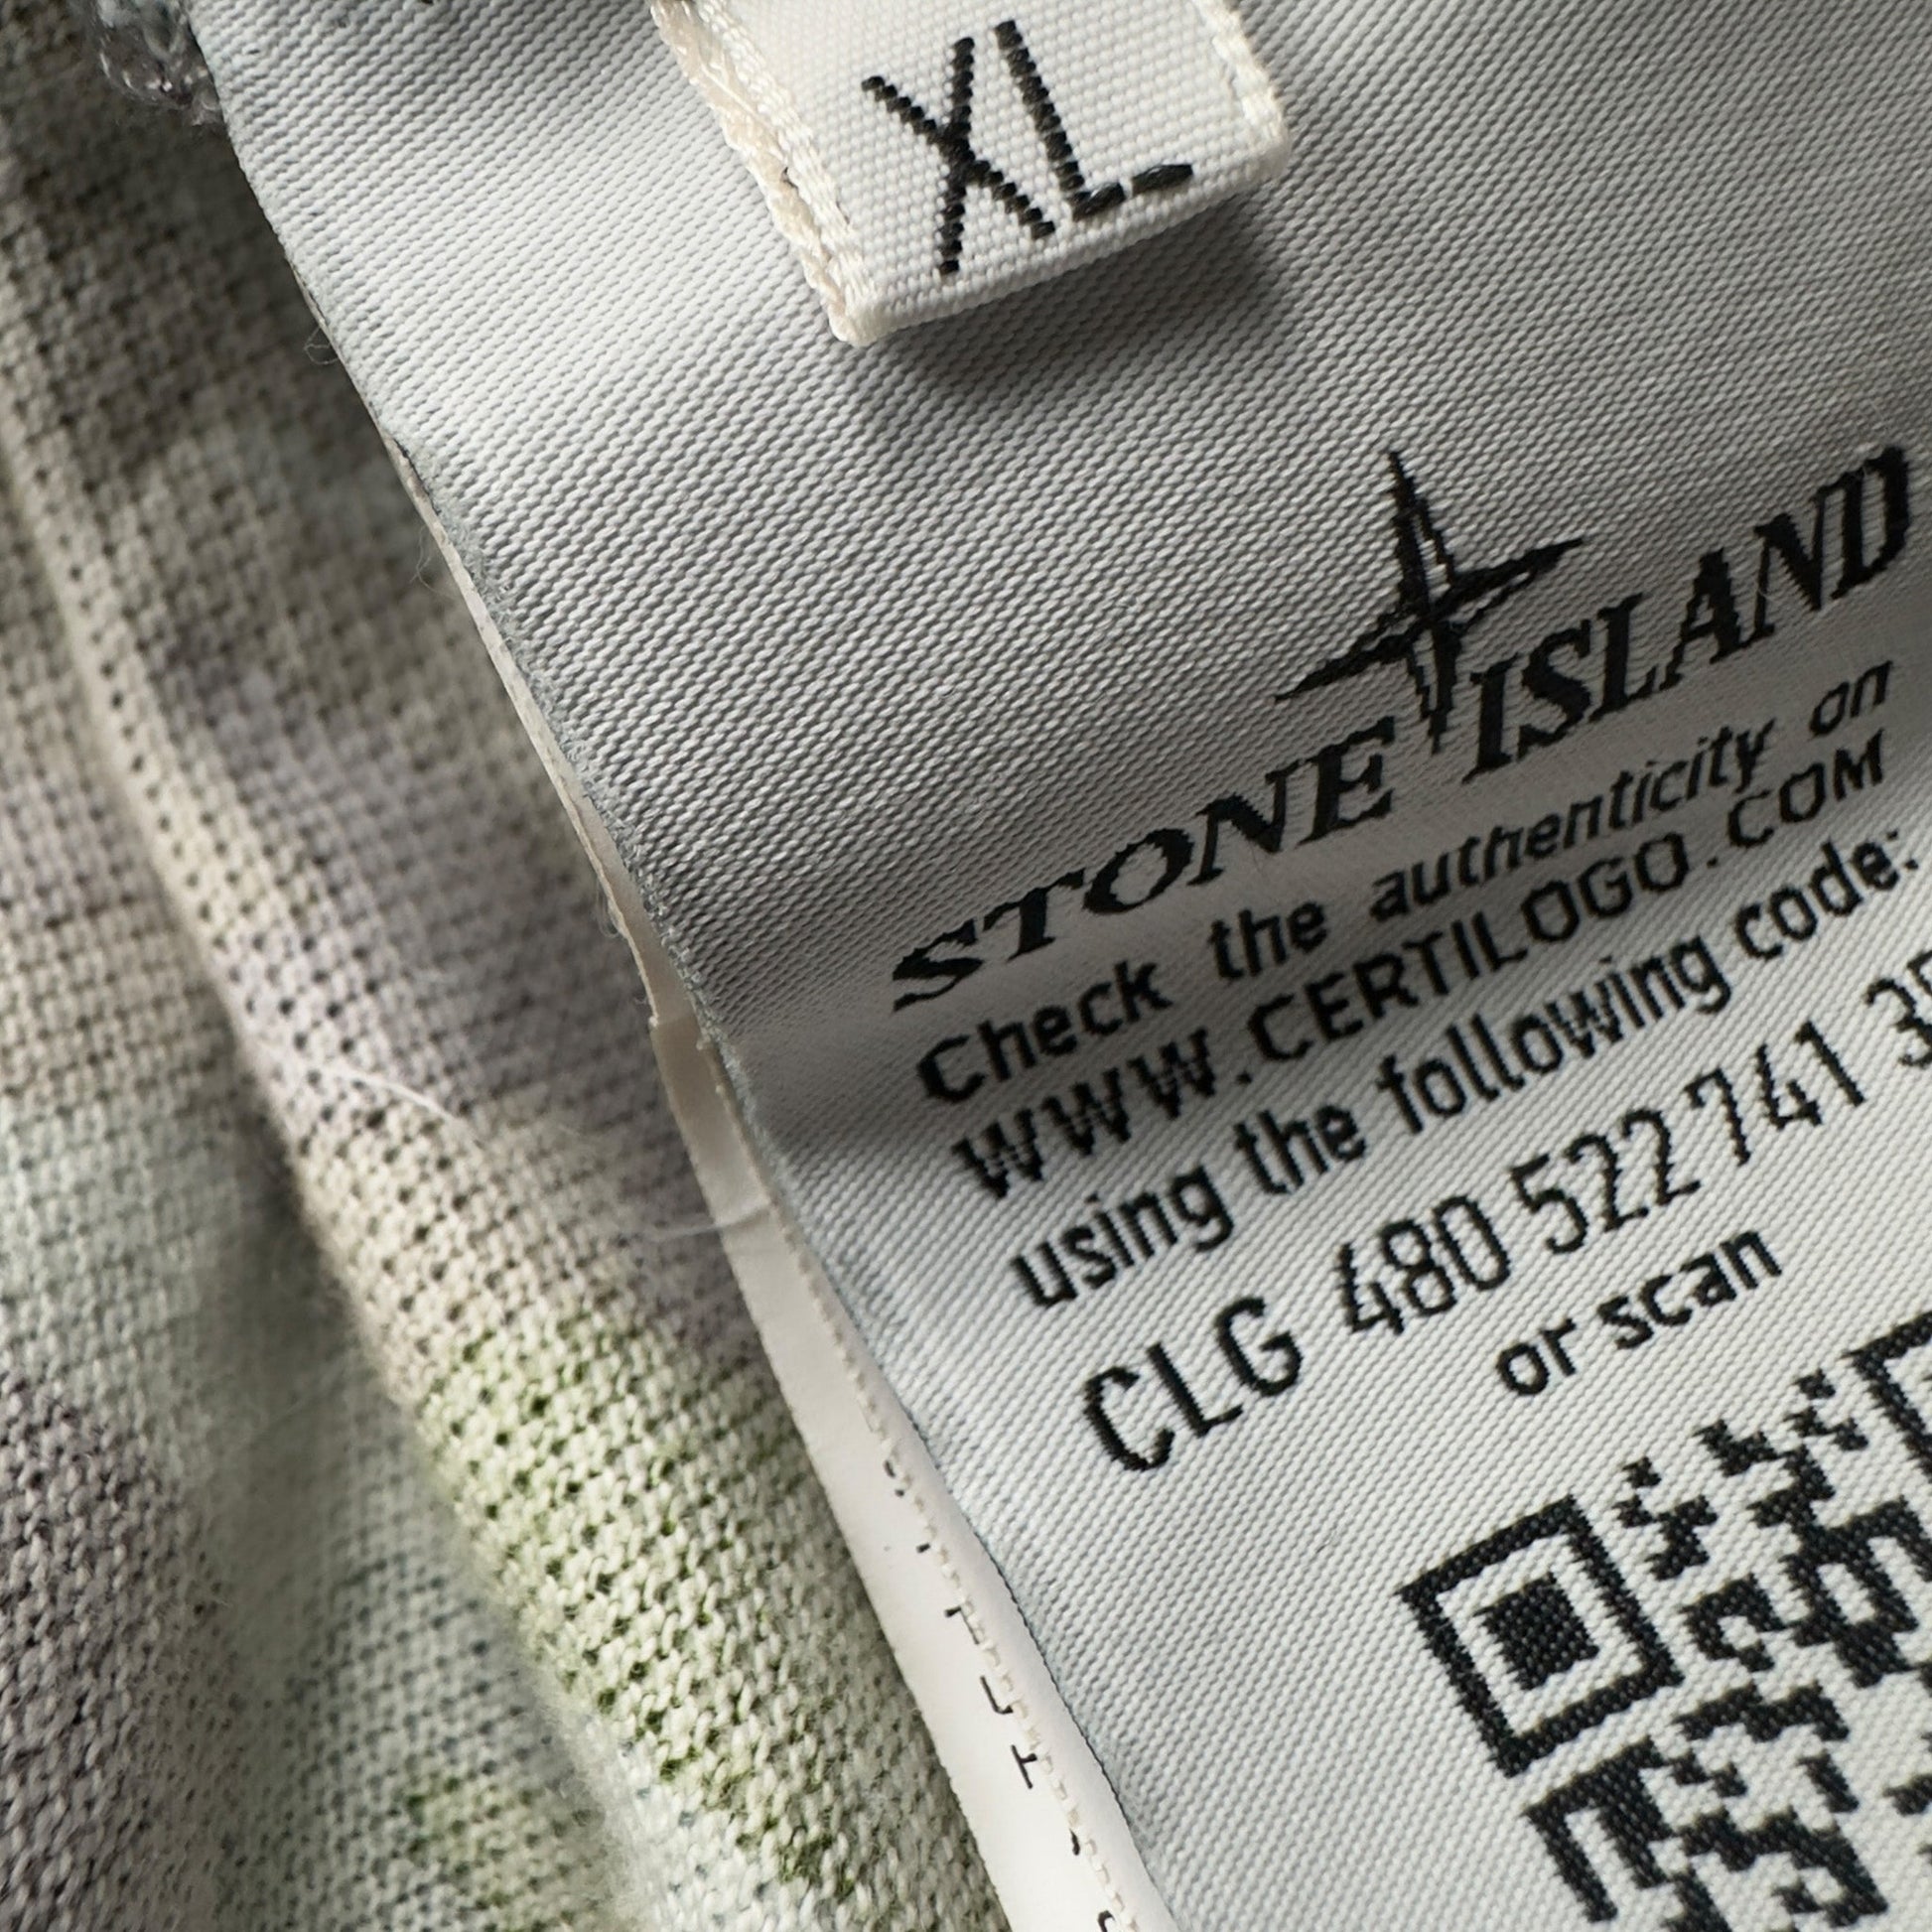 XL
STONE ISLAND
Check the authenticity on
WWW.CERTILOGO.COM
using the following code:
CLG 480 522 741 3
or scan